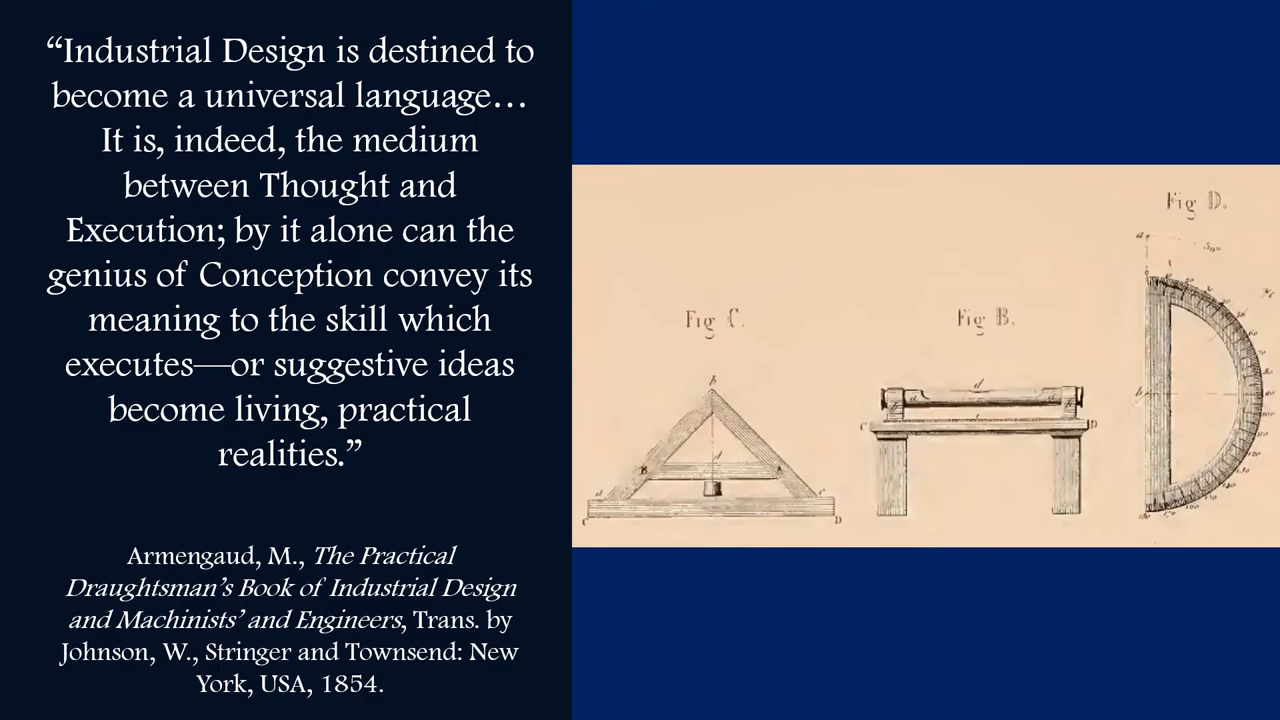 “Industrial Design is destined to
become a universal language…
It is, indeed, the medium
between Thought and
Execution; by it alone can the
genius of Conception convey its
meaning to the skill which
executes—or suggestive ideas
become living, practical
realities.”
Armengaud, M., The Practical
Draughtsman’s Book of Industrial Design
and Machinists’ and Engineers, Trans. by
Johnson, W., Stringer and Townsend: New
York, USA, 1854.
Fig C.
b
d
C
D
Fig B.
d
C
D
Fig D.
a
b